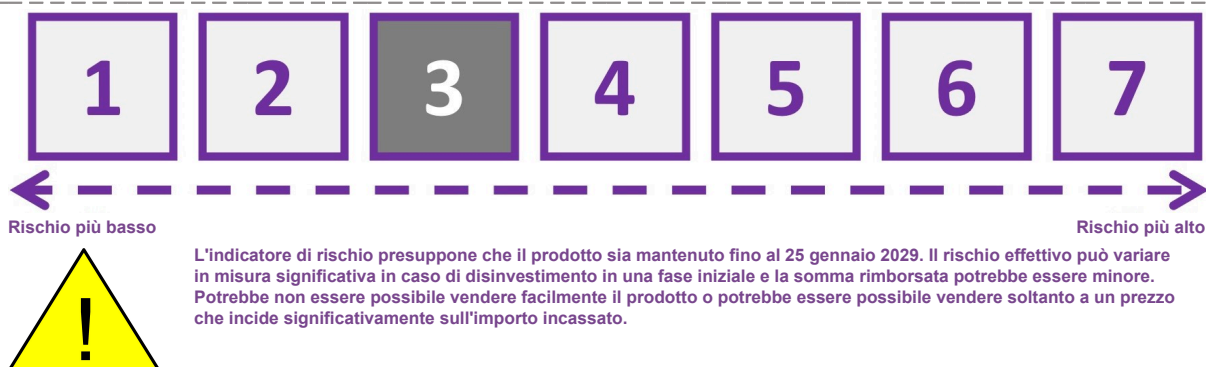 1 2 3 4 5 6 7
Rischio più basso Rischio più alto
L'indicatore di rischio presuppone che il prodotto sia mantenuto fino al 25 gennaio 2029. Il rischio effettivo può variare
in misura significativa in caso di disinvestimento in una fase iniziale e la somma rimborsata potrebbe essere minore.
Potrebbe non essere possibile vendere facilmente il prodotto o potrebbe essere possibile vendere soltanto a un prezzo
che incide significativamente sull'importo incassato.
!